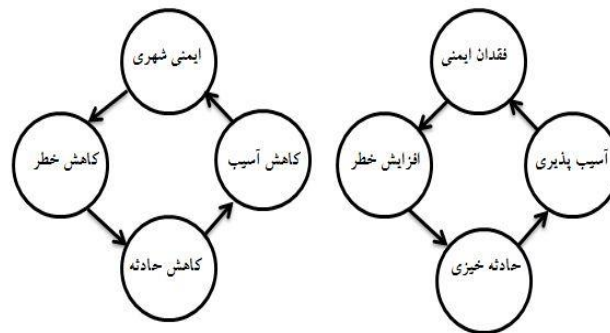 فقدان ایمنی
افزایش خطر
حادثه خیزی
آسیب پذیری
ایمنی شهری
کاهش خطر
کاهش حادثه
کاهش آسیب